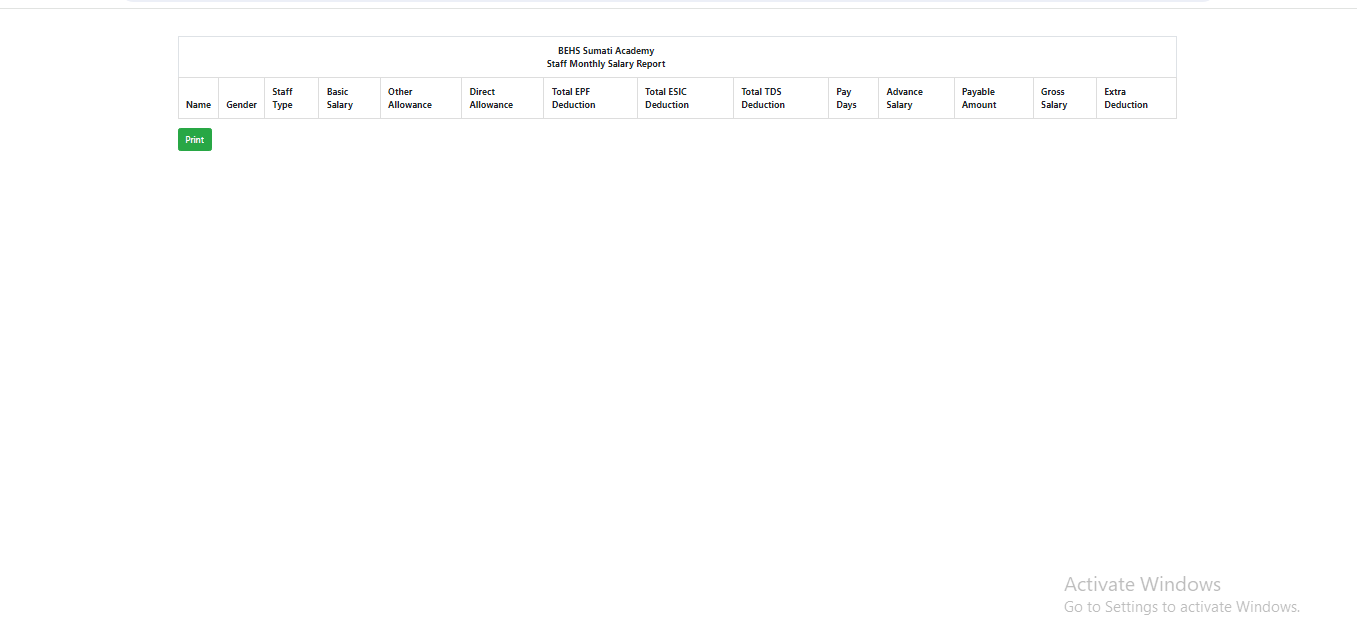 BEHS Sumati Academy
Staff Monthly Salary Report
Name Gender Staff Type Basic Salary Other Allowance Direct Allowance Total EPF Deduction Total ESIC Deduction Total TDS Deduction Pay Days Advance Salary Payable Amount Gross Salary Extra Deduction
Print
Activate Windows
Go to Settings to activate Windows.